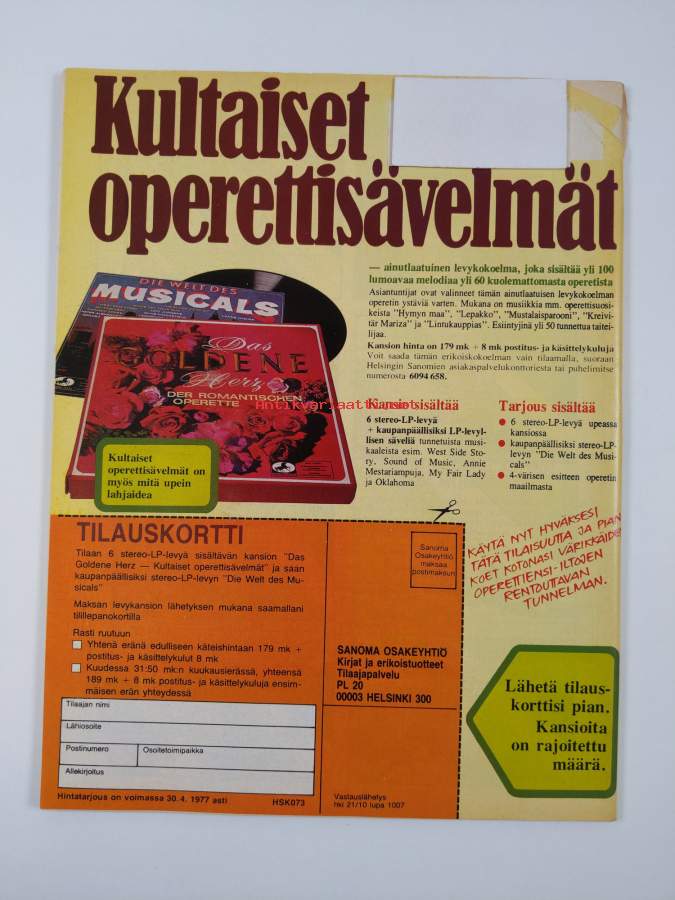 Kultaiset
operettisävelmät
— ainutlaatuinen levykokoelma, joka sisältää yli 100
lumoavaa melodiaa yli 60 kuolemattomasta operetista
Asiantuntijat ovat valinneet tämän ainutlaatuisen levykokoelman
operetin ystäviä varten. Mukana on musiikkia mm. operettisuosi-
keista "Hymyn maa", "Lepakko", "Mustalaisparooni", "Kreivi-
tär Mariza" ja "Lintukauppias". Esiintyjinä yli 50 tunnettua taitei-
lijaa.
Kansion hinta on 179 mk + 8 mk postitus- ja käsittelykuluja
Voit saada tämän erikoiskokoelman vain tilaamalla, suoraan
Helsingin Sanomien asiakaspalvelukonttoriesta tai puhelimitse
numerosta 6094 658.
DIE WELT DES
MUSICALS
Das
GOLDENE
Herz
DER ROMANTISCHEN
OPERETTE
Antikvariaatti.net
Kultaiset
operettisävelmät on
myös mitä upein
lahjaidea
Kansio sisältää
6 stereo-LP-levyä
+ kaupanpäällisiksi LP-levyl-
llisen säveliä tunnetuista musi-
kaaleista esim. West Side Sto-
ry, Sound of Music, Annie
Mestariampuja, My Fair Lady
ja Oklahoma
Tarjous sisältää
● 6 stereo-LP-levyä upeassa
kansiossa
● kaupanpäällisiksi stereo-LP-
levyn "Die Welt des Musi-
cals"
● 4-värisen esitteen operetin
maailmasta
KÄYTÄ NYT HYVÄKSESI
TÄTÄ TILAISUUTTA JA PIAN
KOET KOTONASI VÄRIKKÄIDEN
OPERETTIENSI-ILTOJEN
RENTOUTTAVAN
TUNNELMAN.
TILAUSKORTTI
Tilaan 6 stereo-LP-levyä sisältävän kansion "Das
Goldene Herz — Kultaiset operettisävelmät" ja saan
kaupanpäälliseksi stereo-LP-levyn "Die Welt des Mu-
sicals"
Maksan levykansion lähetyksen mukana saamallani
tilillepanokortilla
Rasti ruutuun
Yhtenä eränä edulliseen käteishintaan 179 mk +
postitus- ja käsittelykulut 8 mk
Kuudessa 31:50 mk:n kuukausierässä, yhteensä
189 mk + 8 mk postitus- ja käsittelykuluja ensim-
mäisen erän yhteydessä
Tilaajan nimi
Lähiosoite
Postinumero
Osoitetoimipaikka
Allekirjoitus
Hintatarjous on voimassa 30. 4. 1977 asti
HSK073
Sanoma
Osakeyhtiö
maksaa
postimaksun
SANOMA OSAKEYHTIÖ
Kirjat ja erikoistuotteet
Tilaajapalvelu
PL 20
00003 HELSINKI 300
Vastauslähetys
hki 21/10 lupa 1007
Lähetä tilaus-
korttisi pian.
Kansioita
on rajoitettu
määrä.